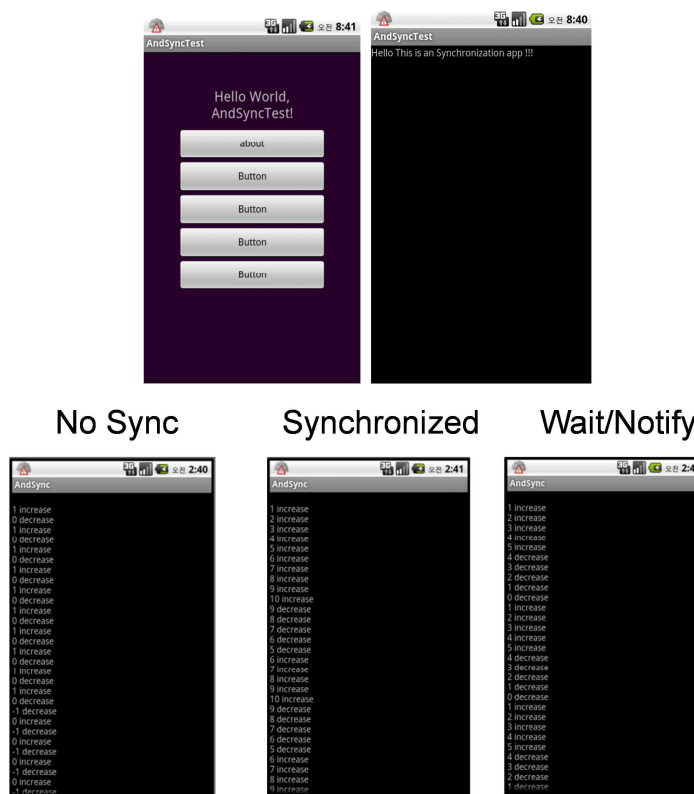 3G 오전 8:41
AndSyncTest
Hello World,
AndSyncTest!
about
Button
Button
Button
Button
3G 오전 8:40
AndSyncTest
Hello This is an Synchronization app !!!
No Sync
Synchronized
Wait/Notify
3G 오전 2:40
AndSync
1 increase
0 decrease
1 increase
0 decrease
1 increase
0 decrease
1 increase
0 decrease
1 increase
0 decrease
1 increase
0 decrease
1 increase
0 decrease
1 increase
0 decrease
1 increase
0 decrease
1 increase
0 decrease
-1 decrease
0 increase
-1 decrease
0 increase
-1 decrease
0 increase
-1 decrease
0 increase
-1 decrease
3G 오전 2:41
AndSync
1 increase
2 increase
3 increase
4 increase
5 increase
6 increase
7 increase
8 increase
9 increase
10 increase
9 decrease
8 decrease
7 decrease
6 decrease
5 decrease
6 increase
7 increase
8 increase
9 increase
10 increase
9 decrease
8 decrease
7 decrease
6 decrease
5 decrease
6 increase
7 increase
8 increase
9 increase
3G 오전 2:4
AndSync
1 increase
2 increase
3 increase
4 increase
5 increase
4 decrease
3 decrease
2 decrease
1 decrease
0 decrease
1 increase
2 increase
3 increase
4 increase
5 increase
4 decrease
3 decrease
2 decrease
1 decrease
0 decrease
1 increase
2 increase
3 increase
4 increase
5 increase
4 decrease
3 decrease
2 decrease
1 decrease